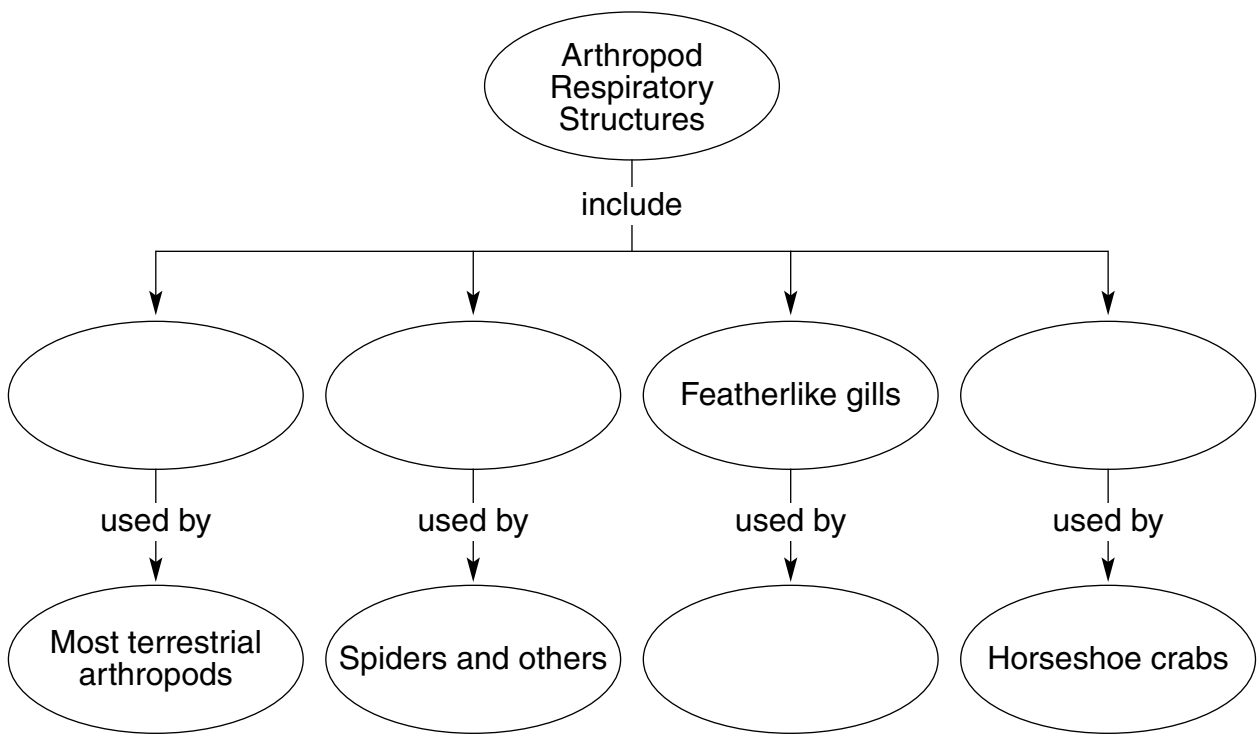 Arthropod
Respiratory
Structures
include
Featherlike gills
used by
used by
used by
used by
Most terrestrial
arthropods
Spiders and others
Horseshoe crabs